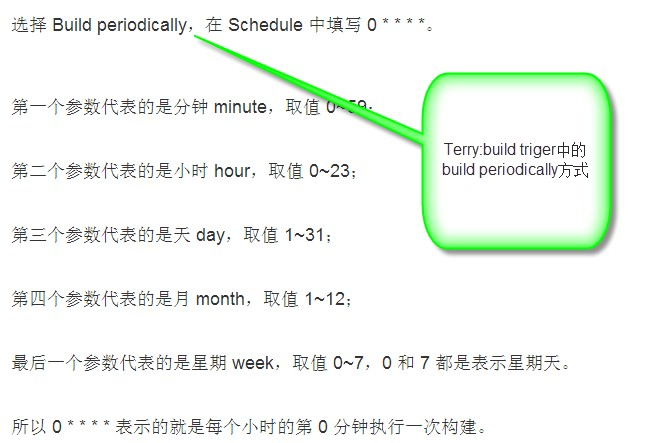 选择 Build periodically，在 Schedule 中填写 0 * * * *。
第一个参数代表的是分钟 minute，取值 0~59；
Terry:build triger中的
build periodically方式
第二个参数代表的是小时 hour，取值 0~23；
第三个参数代表的是天 day，取值 1~31；
第四个参数代表的是月 month，取值 1~12；
最后一个参数代表的是星期 week，取值 0~7，0 和 7 都是表示星期天。
所以 0 * * * * 表示的就是每个小时的第 0 分钟执行一次构建。